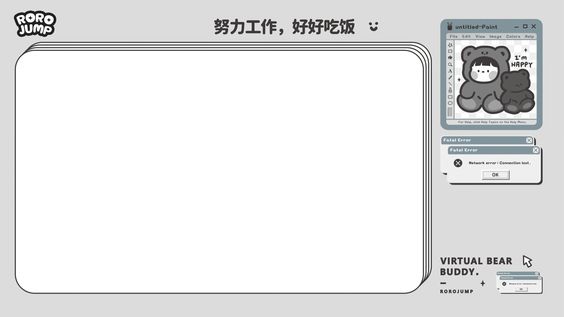 RORO
JUMP
努力工作，好好吃饭
untitled-Paint
File Edit View Image Colors Help
I'm
HAPPY
For Help, click Help Topics on the Help Menu.
Fatal Error
Fatal Error
Network error: Connection lost.
OK
VIRTUAL BEAR
BUDDY.
ROROJUMP